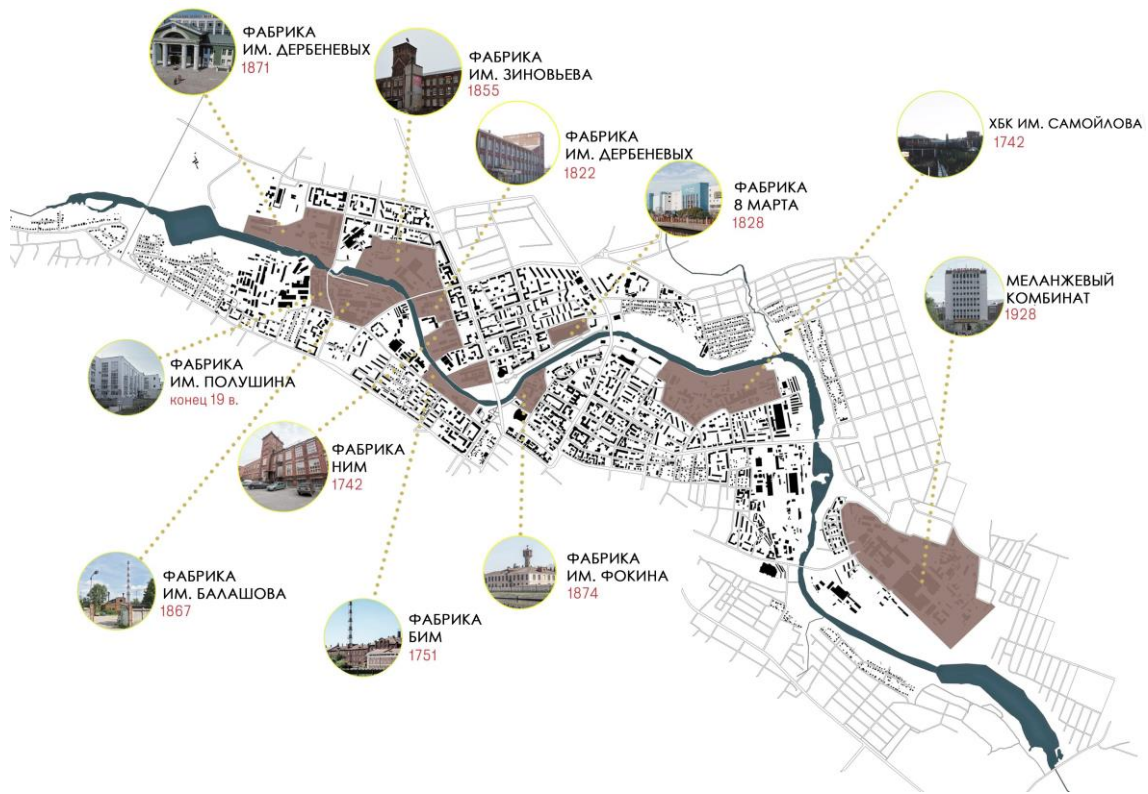 ФАБРИКА
ИМ. ДЕРБЕНЕВЫХ
1871
ФАБРИКА
ИМ. ЗИНОВЬЕВА
1855
ФАБРИКА
ИМ. ДЕРБЕНЕВЫХ
1822
ФАБРИКА
8 МАРТА
1828
ХБК ИМ. САМОЙЛОВА
1742
МЕЛАНЖЕВЫЙ
КОМБИНАТ
1928
ФАБРИКА
ИМ. ПОЛУШИНА
конец 19 в.
ФАБРИКА
НИМ
1742
ФАБРИКА
ИМ. БАЛАШОВА
1867
ФАБРИКА
БИМ
1751
ФАБРИКА
ИМ. ФОКИНА
1874